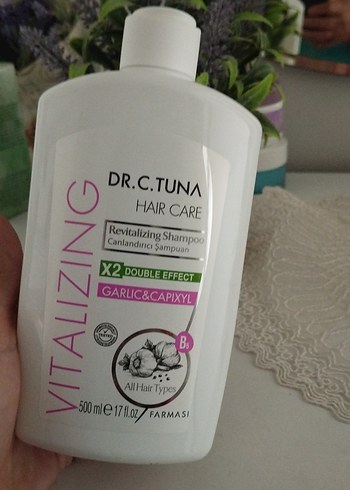 VITALIZING
DR.C.TUNA
HAIR CARE
Revitalizing Shampoo
Canlandırıcı Şampuan
X2 DOUBLE EFFECT
GARLIC&CAPIXYL
B5
All Hair Types
500 ml e 17 fl.oz
FARMASI